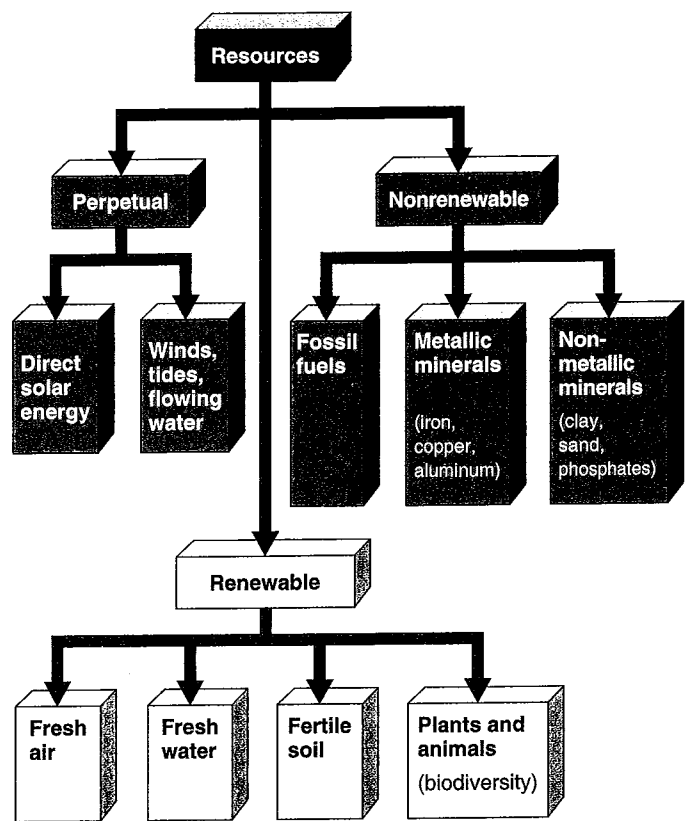 Resources
Perpetual
Nonrenewable
Direct
solar
energy
Winds,
tides,
flowing
water
Fossil
fuels
Metallic
minerals
(iron,
copper,
aluminum)
Non-
metallic
minerals
(clay,
sand,
phosphates)
Renewable
Fresh
air
Fresh
water
Fertile
soil
Plants and
animals
(biodiversity)